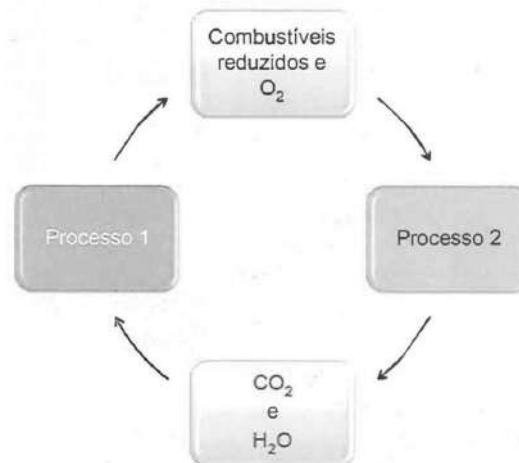 Combustíveis
reduzidos e
O₂
Processo 1
Processo 2
CO₂
e
H₂O